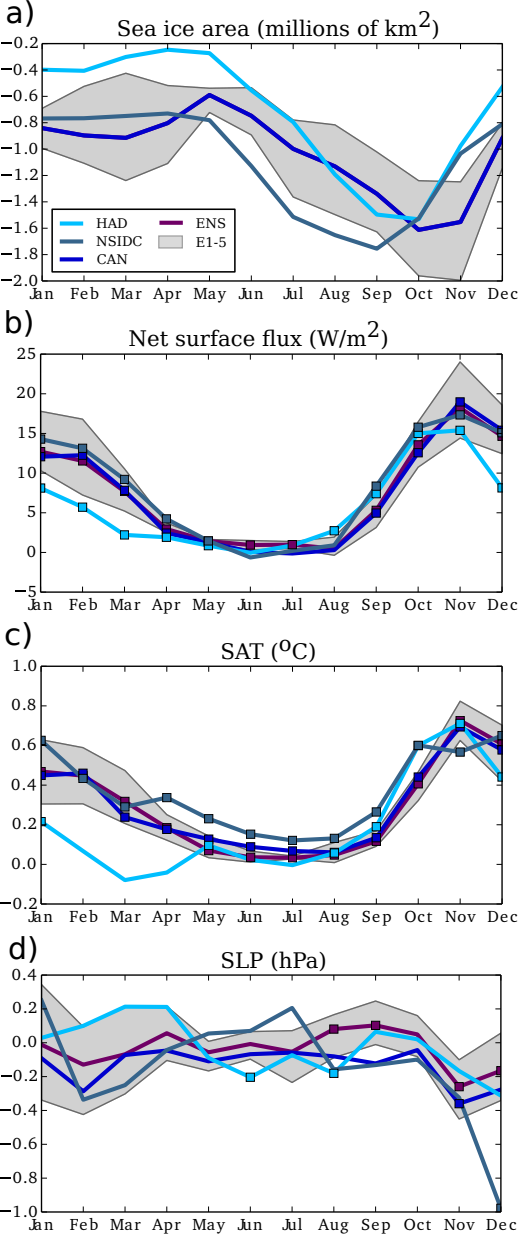 a)
Sea ice area (millions of km2)
−0.2
−0.4
−0.6
−0.8
−1.0
−1.2
−1.4
−1.6
−1.8
−2.0
HAD
NSIDC
CAN
ENS
E1-5
Jan Feb Mar Apr May Jun Jul Aug Sep Oct Nov Dec
b)
Net surface flux (W/m2)
25
20
15
10
5
0
−5
Jan Feb Mar Apr May Jun Jul Aug Sep Oct Nov Dec
c)
SAT (oC)
1.0
0.8
0.6
0.4
0.2
0.0
−0.2
Jan Feb Mar Apr May Jun Jul Aug Sep Oct Nov Dec
d)
SLP (hPa)
0.4
0.2
0.0
−0.2
−0.4
−0.6
−0.8
−1.0
Jan Feb Mar Apr May Jun Jul Aug Sep Oct Nov Dec